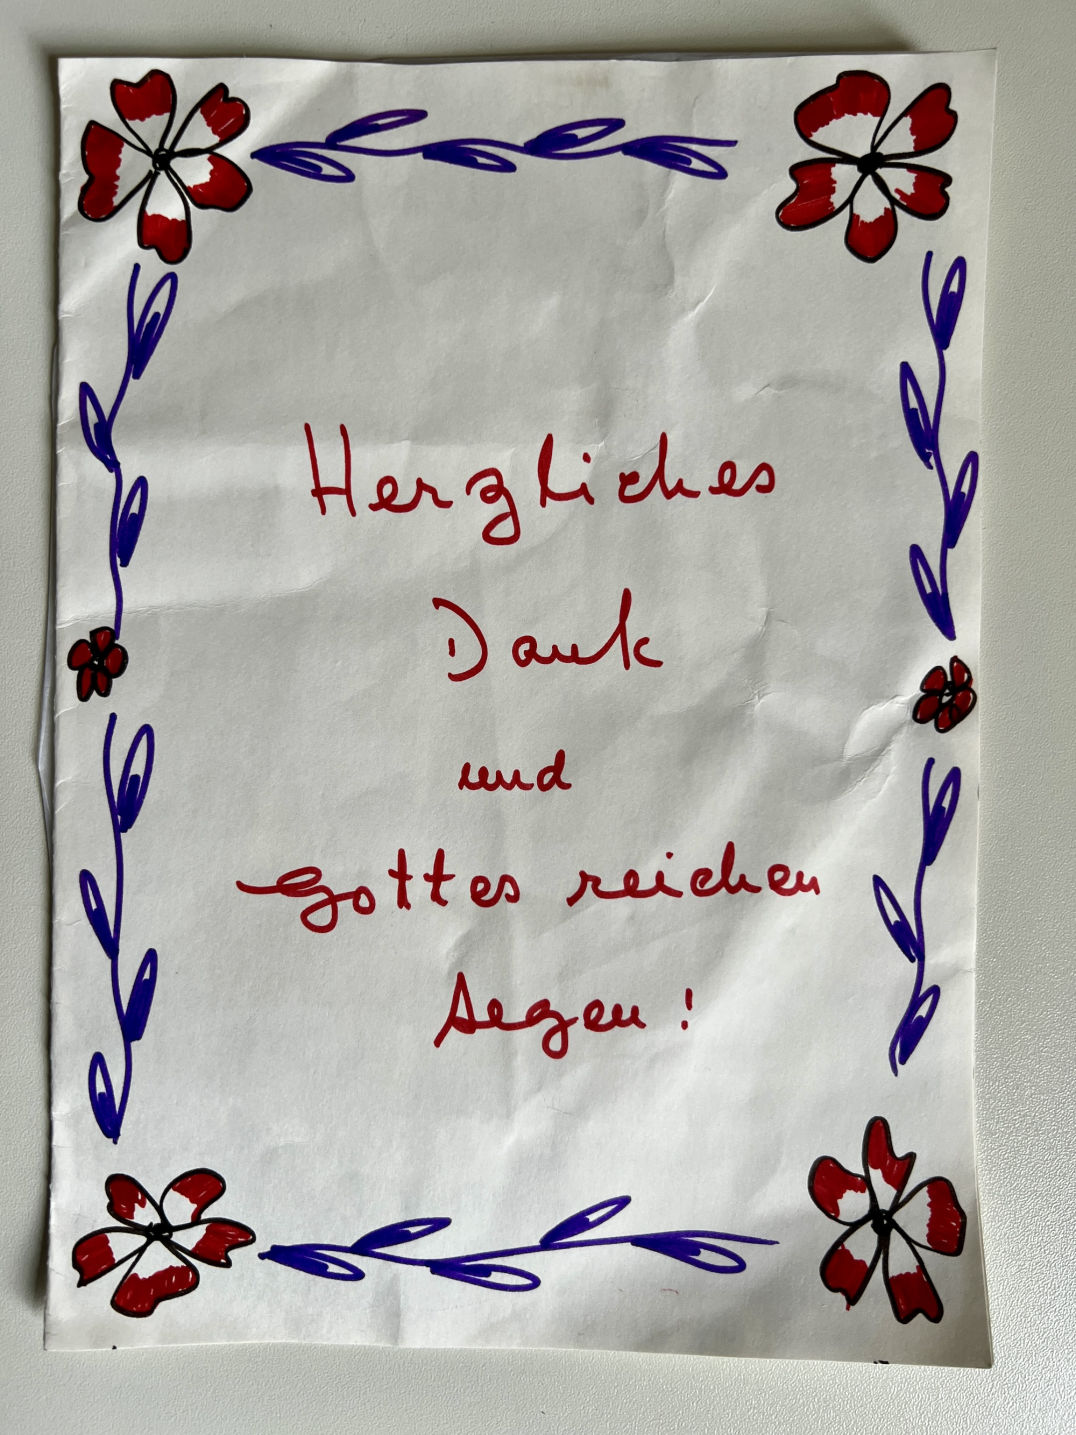 Herzliches
Dank
und
Gottes reichen
Segen!